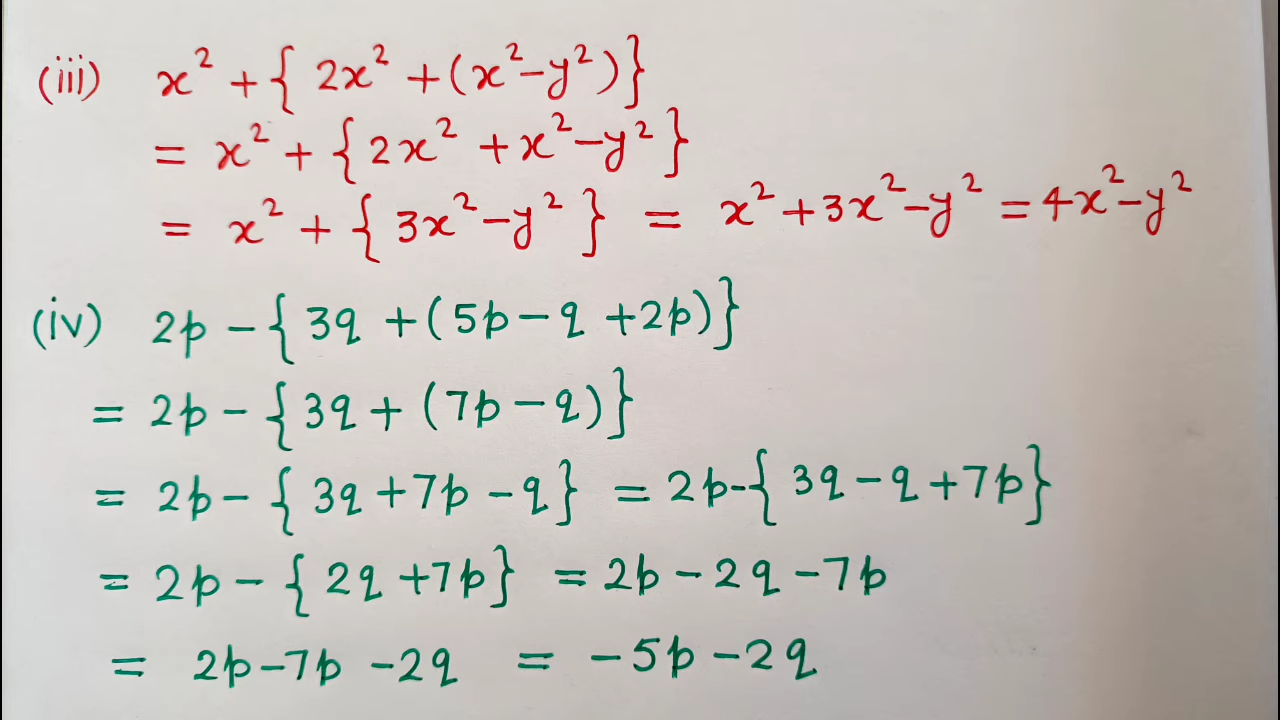 (iii) x² + { 2x² + (x² – y²)}
= x² + {2x² + x² – y²}
= x² + { 3x² – y² } = x² + 3x² – y² = 4x² – y²
(iv) 2p – { 3q + (5p – q + 2p)}
= 2p – {3q + (7p – q)}
= 2p – {3q + 7p – q} = 2p – { 3q – q + 7p}
= 2p – { 2q + 7p} = 2p – 2q – 7p
= 2p – 7p – 2q = – 5p – 2q